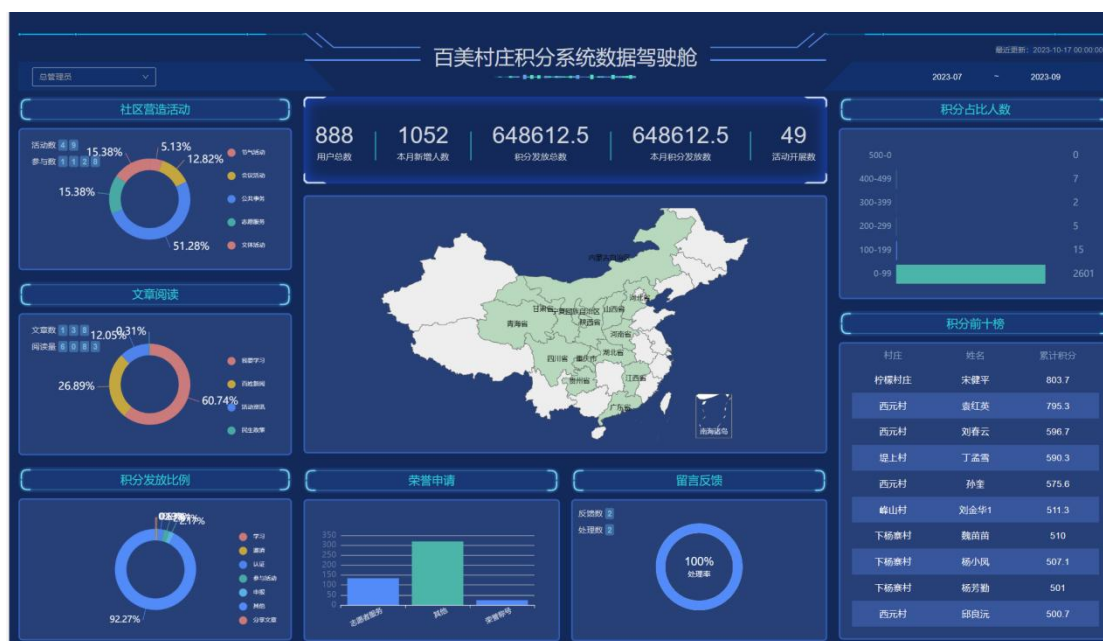 百美村庄积分系统数据驾驶舱
最近更新：2023-10-17 00:00:00
总管理员
2023-07 ~ 2023-09
社区营造活动
活动数 4 9
参与数 1 1 2 8
15.38%
5.13%
12.82%
15.38%
51.28%
节气活动
会议活动
公共事务
志愿服务
文体活动
888
用户总数
1052
本月新增人数
648612.5
积分发放总数
648612.5
本月积分发放数
49
活动开展数
积分占比人数
500-0 0
400-499 7
300-399 2
200-299 5
100-199 15
0-99 2601
文章阅读
文章数 1 3 8
阅读量 6 0 8 3
0.31%
12.05%
26.89%
60.74%
百姓新闻
民生政策
内蒙古自治区
河北省
甘肃省
宁夏回族自治区
山西省
青海省
陕西省
河南省
四川省
重庆市
湖北省
贵州省
江西省
广东省
南海诸岛
积分前十榜
村庄 姓名 累计积分
柠檬村庄 宋健平 803.7
西元村 袁红英 795.3
西元村 刘春云 596.7
堤上村 丁孟雪 590.3
西元村 孙奎 575.6
峰山村 刘金华1 511.3
下杨寨村 魏苗苗 510
下杨寨村 杨小凤 507.1
下杨寨村 杨芳勤 501
西元村 邱良沅 500.7
积分发放比例
2.17%
92.27%
学习
邀请
认证
参与活动
申报
其他
分享文章
荣誉申请
350
300
250
200
150
100
50
0
志愿者服务
其他
荣誉称号
留言反馈
反馈数 2
处理数 2
100%
处理率